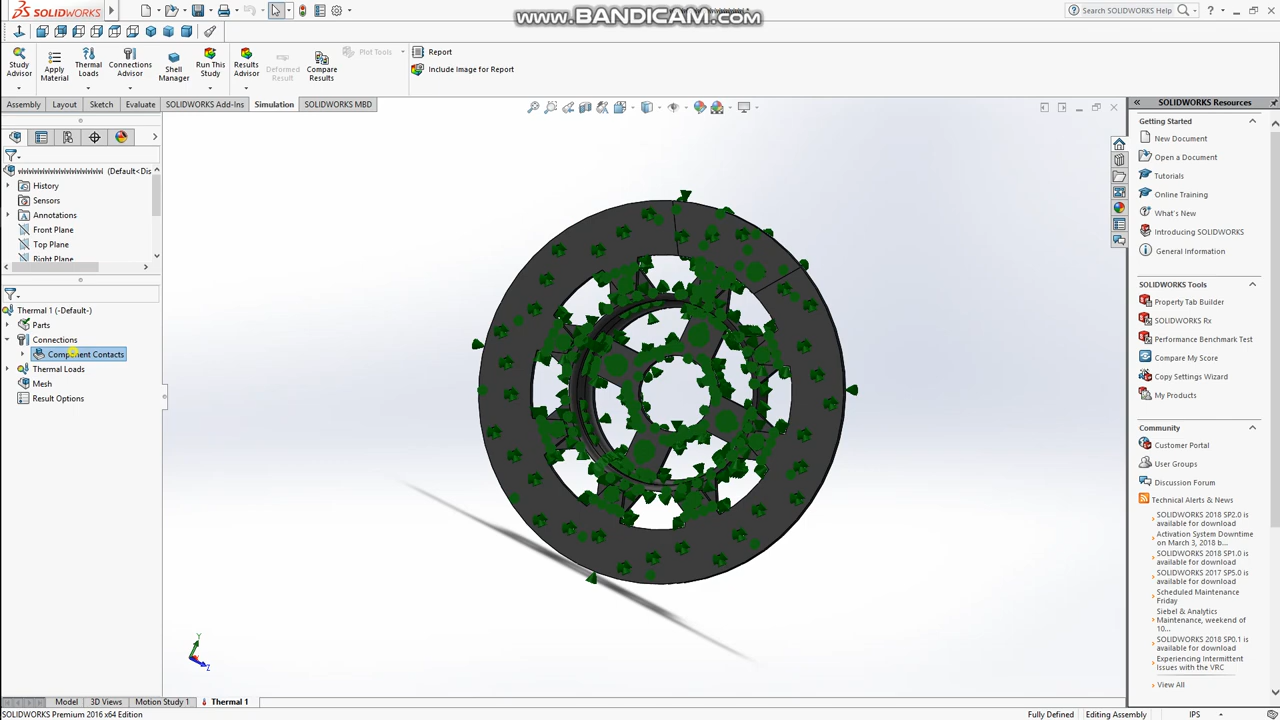 SOLIDWORKS
www.BANDICAM.com
Search SOLIDWORKS Help
Study Advisor
Apply Material
Thermal Loads
Connections Advisor
Shell Manager
Run This Study
Results Advisor
Deformed Result
Compare Results
Plot Tools
Report
Include Image for Report
Assembly
Layout
Sketch
Evaluate
SOLIDWORKS Add-Ins
Simulation
SOLIDWORKS MBD
(Default<Dis
History
Sensors
Annotations
Front Plane
Top Plane
Right Plane
Thermal 1 (-Default-)
Parts
Connections
Component Contacts
Thermal Loads
Mesh
Result Options
Y
Z
SOLIDWORKS Resources
Getting Started
New Document
Open a Document
Tutorials
Online Training
What's New
Introducing SOLIDWORKS
General Information
SOLIDWORKS Tools
Property Tab Builder
SOLIDWORKS Rx
Performance Benchmark Test
Compare My Score
Copy Settings Wizard
My Products
Community
Customer Portal
User Groups
Discussion Forum
Technical Alerts & News
SOLIDWORKS 2018 SP2.0 is
available for download
Activation System Downtime
on March 3, 2018 b...
SOLIDWORKS 2018 SP1.0 is
available for download
SOLIDWORKS 2017 SP5.0 is
available for download
Scheduled Maintenance
Friday
Siebel & Analytics
Maintenance, weekend of
10...
SOLIDWORKS 2018 SP0.1 is
available for download
Experiencing Intermittent
Issues with the VRC
View All
Model
3D Views
Motion Study 1
Thermal 1
SOLIDWORKS Premium 2016 x64 Edition
Fully Defined
Editing Assembly
IPS